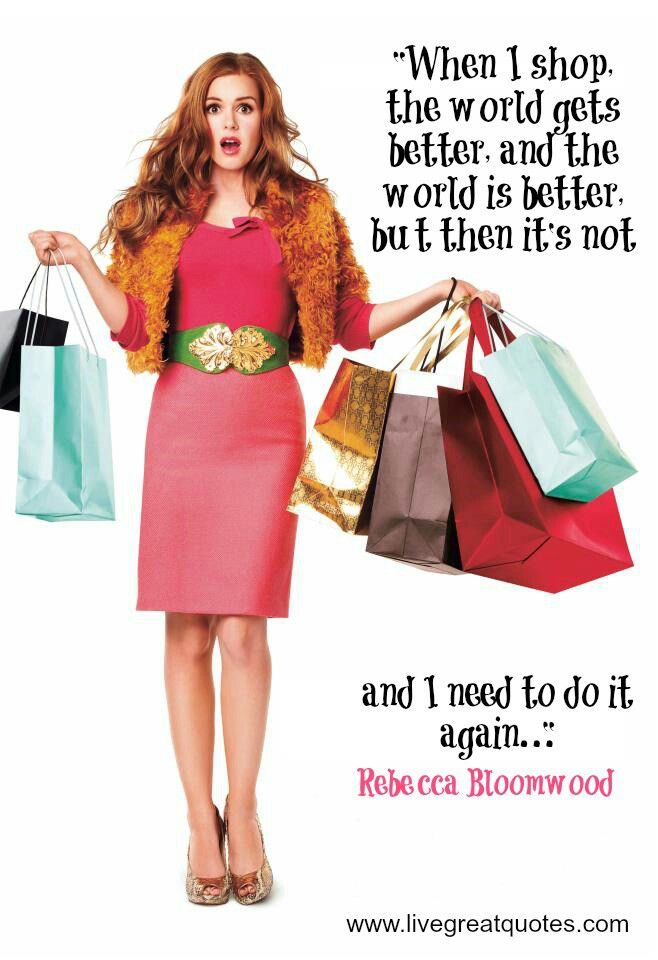 "When I shop,
the world gets
better, and the
world is better,
but then it's not
and I need to do it
again..."
Rebecca Bloomwood
www.livegreatquotes.com